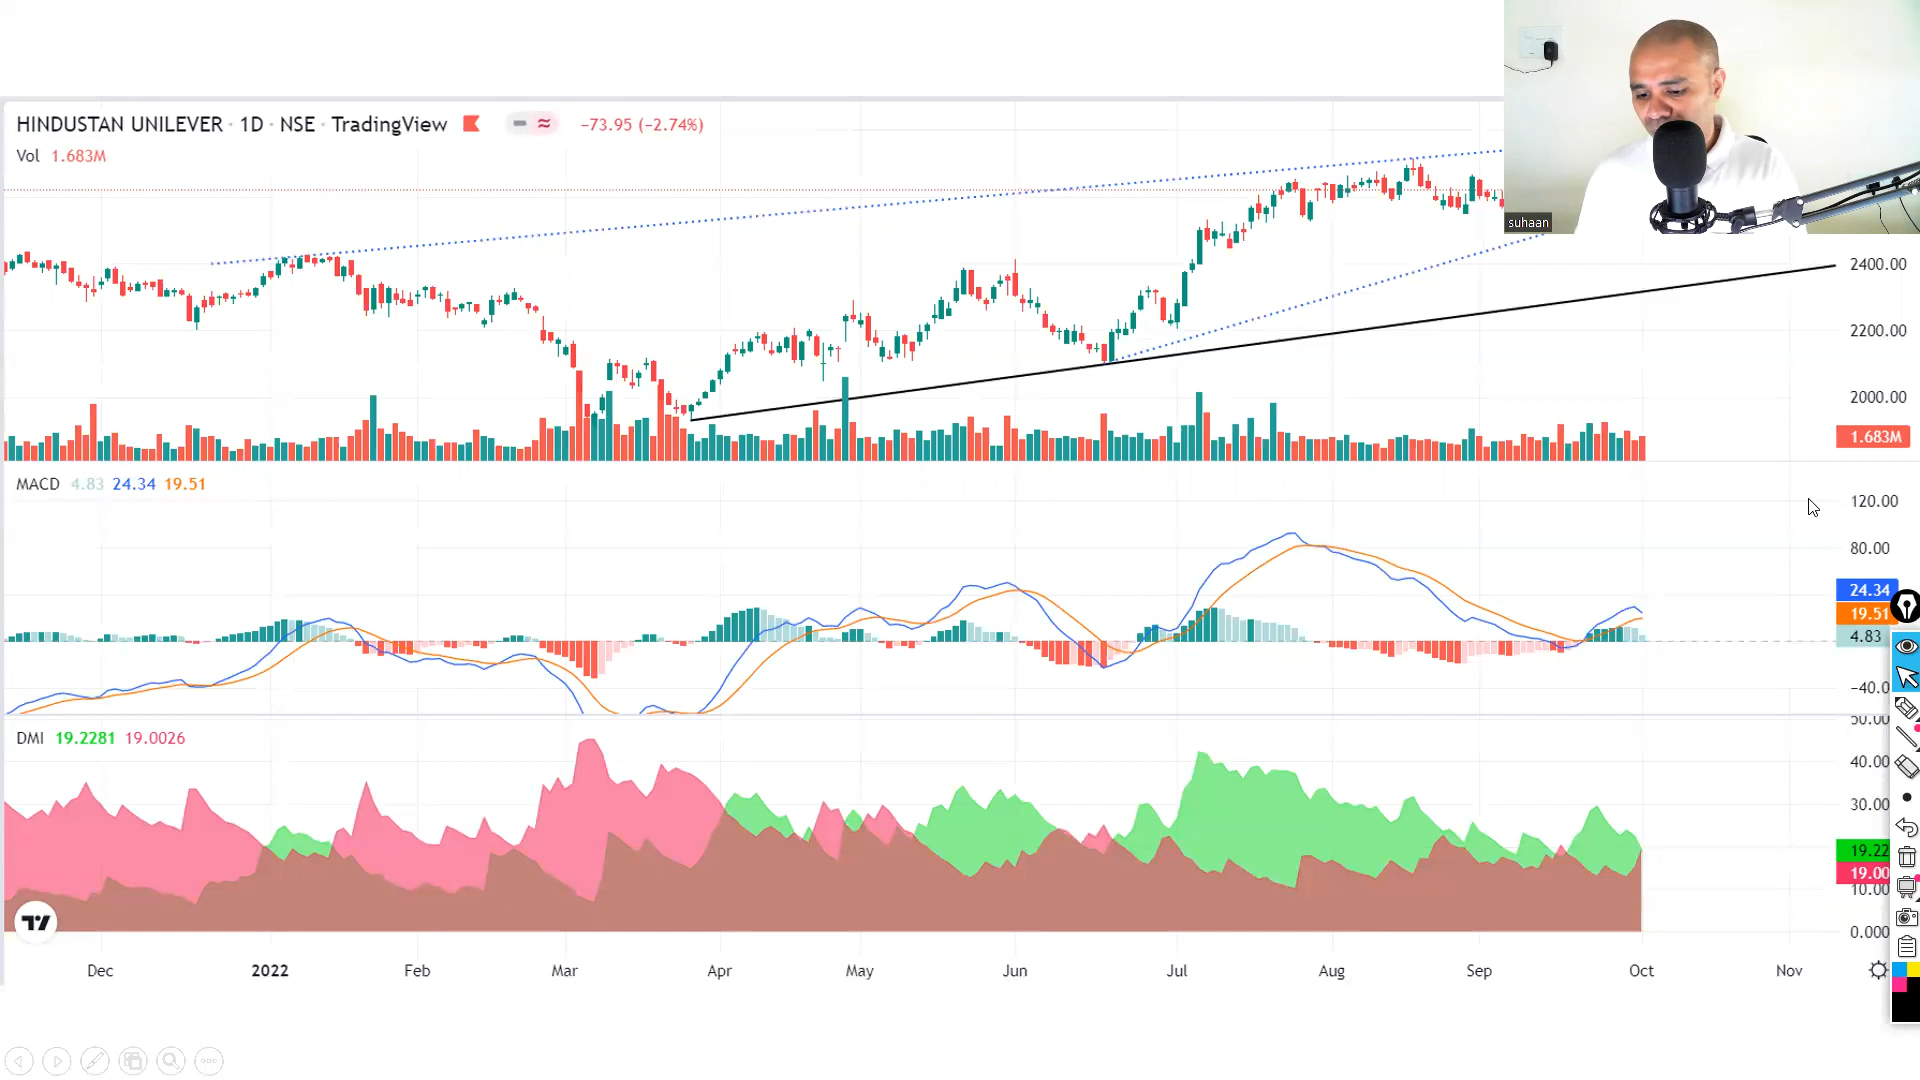 HINDUSTAN UNILEVER · 1D · NSE · TradingView −73.95 (−2.74%)
Vol 1.683M
suhaan
2400.00
2200.00
2000.00
1.683M
MACD 4.83 24.34 19.51
120.00
80.00
24.34
19.51
4.83
−40.0
DMI 19.2281 19.0026
50.00
40.00
30.00
19.22
19.00
10.00
0.000
Dec 2022 Feb Mar Apr May Jun Jul Aug Sep Oct Nov